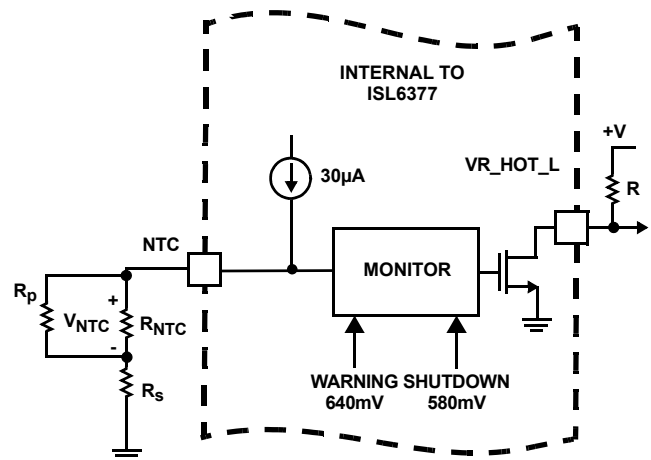 INTERNAL TO
ISL6377
+V
VR_HOT_L
R
30µA
NTC
MONITOR
Rp
+
VNTC
RNTC
-
Rs
WARNING SHUTDOWN
640mV 580mV